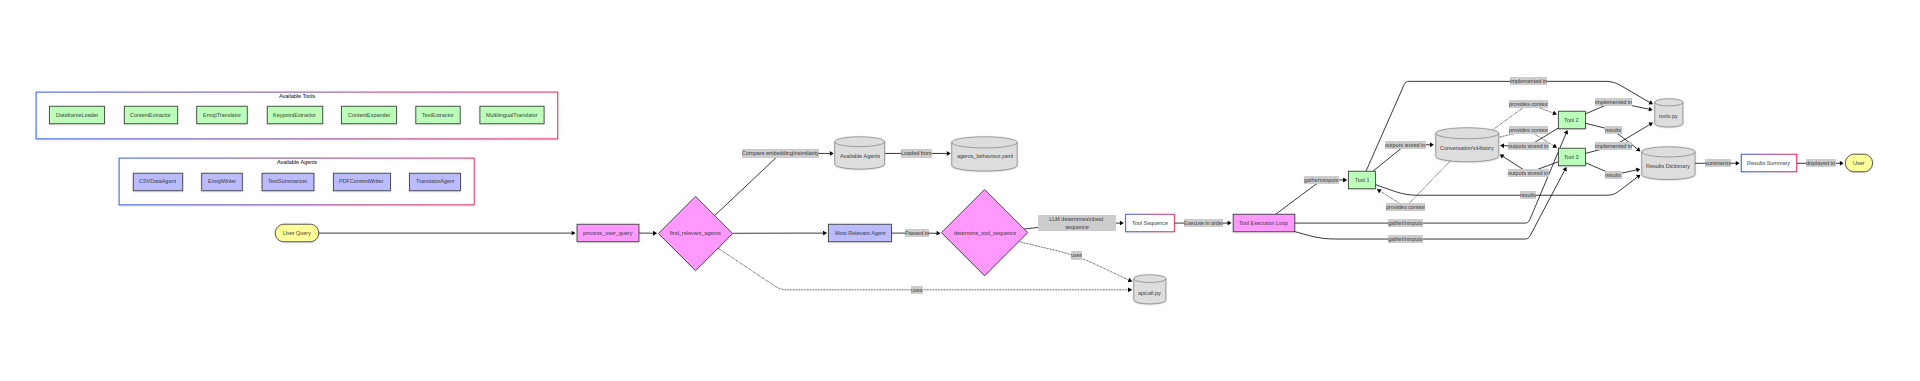 Available Tools
DataframeLoader
ContentExtractor
EmojiTranslator
KeypointExtractor
ContentExpander
TextExtractor
MultilingualTranslator
Available Agents
CSVDataAgent
EmojiWriter
TextSummarizer
PDFContentWriter
TranslatorAgent
User Query
process_user_query
find_relevant_agents
Compare embedding\nsimilarity
Available Agents
Loaded from
agents_behaviour.yaml
Most Relevant Agent
Passed to
determine_tool_sequence
uses
uses
apicall.py
LLM determines\nbest
sequence
Tool Sequence
Execute in order
Tool Execution Loop
gather\ninputs
gather\ninputs
gather\ninputs
Tool 1
implemented in
outputs stored in
provides context
results
Conversation\nHistory
provides context
provides context
outputs stored in
outputs stored in
Tool 2
Tool 3
implemented in
results
implemented in
results
tools.py
Results Dictionary
summarize
Results Summary
displayed to
User